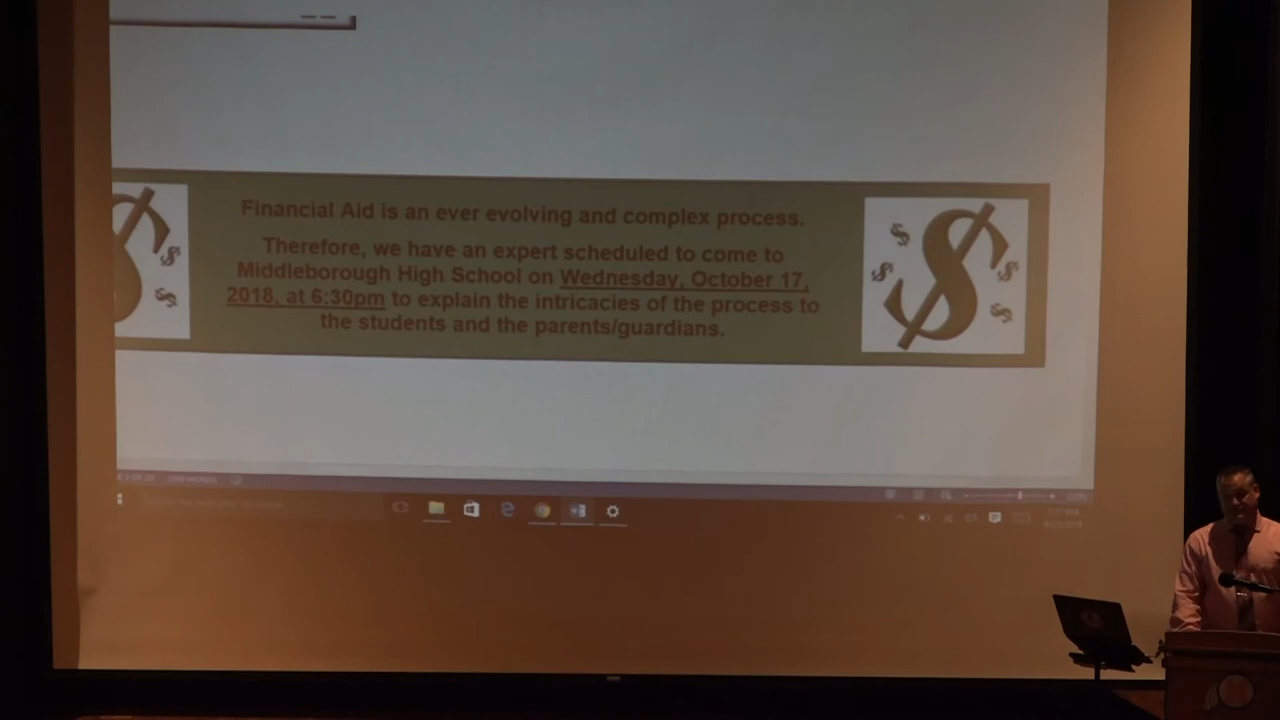 Financial Aid is an ever evolving and complex process.
Therefore, we have an expert scheduled to come to
Middleborough High School on Wednesday, October 17,
2018, at 6:30pm to explain the intricacies of the process to
the students and the parents/guardians.